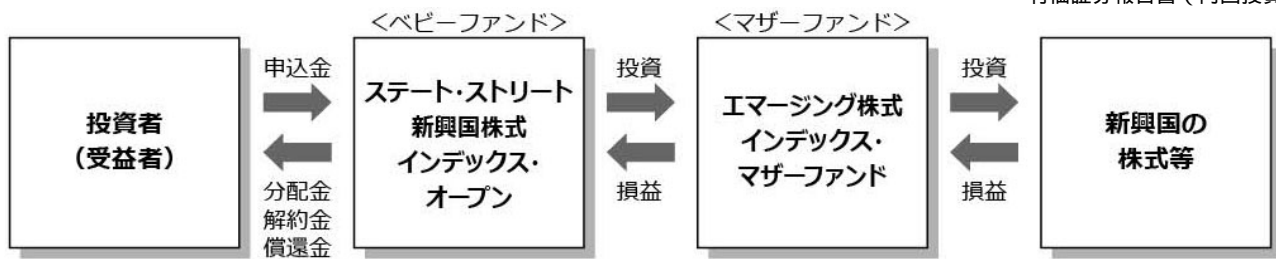 <ベビーファンド>
<マザーファンド>
投資者
(受益者)
申込金
分配金
解約金
償還金
ステート・ストリート
新興国株式
インデックス・
オープン
投資
損益
エマージング株式
インデックス・
マザーファンド
投資
損益
新興国の
株式等